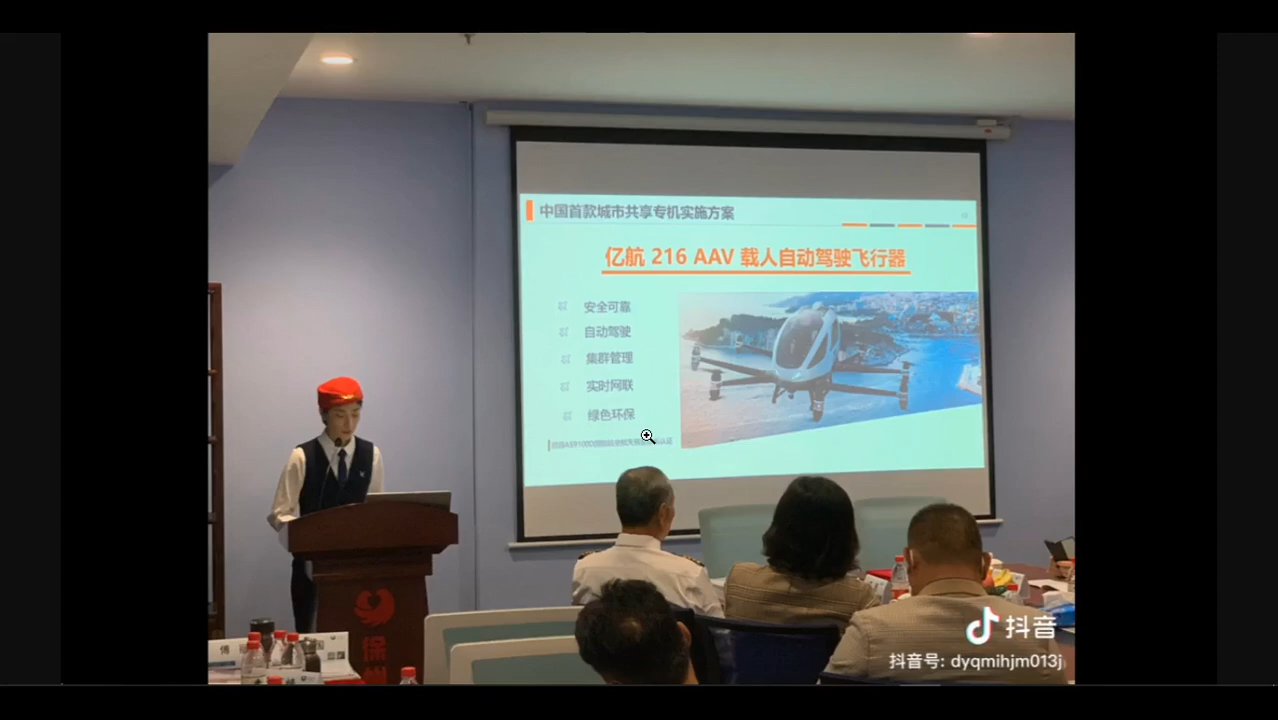 中国首款城市共享专机实施方案
亿航 216 AAV 载人自动驾驶飞行器
安全可靠
自动驾驶
集群管理
实时网联
绿色环保
徐
傅
抖音
抖音号: dyqmihjm013j